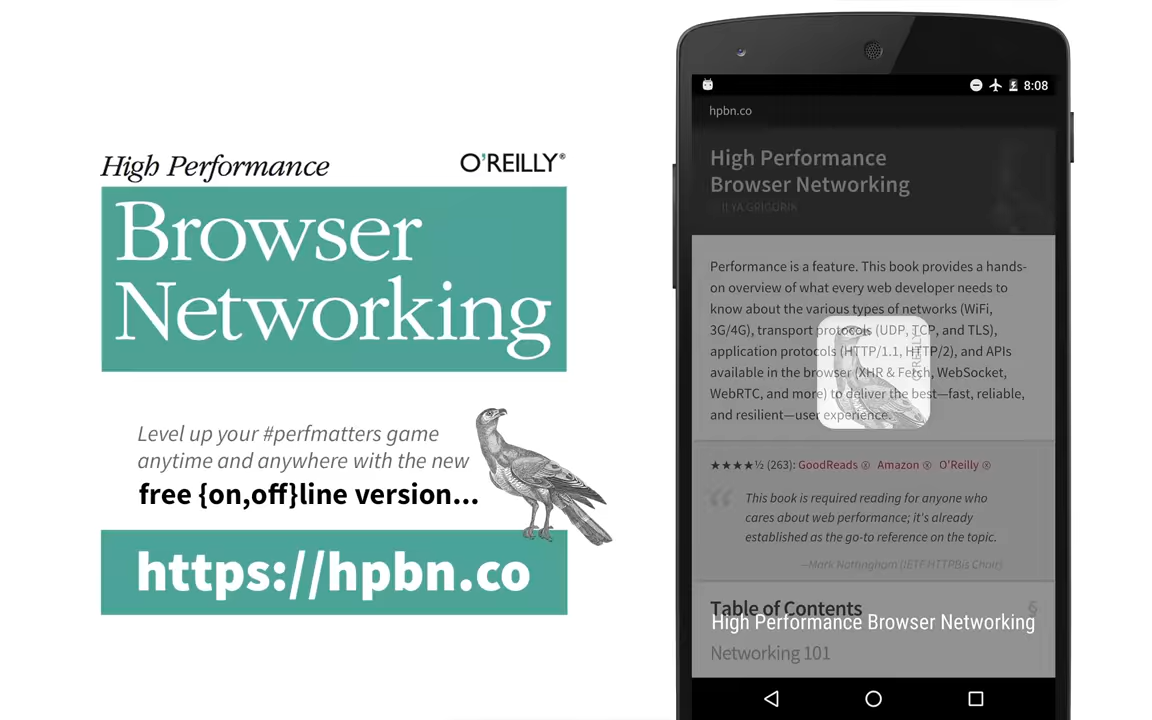 High Performance
O'REILLY®
Browser
Networking
Level up your #perfmatters game
anytime and anywhere with the new
free {on,off}line version...
https://hpbn.co
8:08
hpbn.co
High Performance
Browser Networking
ILYA GRIGORIK
Performance is a feature. This book provides a hands-
on overview of what every web developer needs to
know about the various types of networks (WiFi,
3G/4G), transport protocols (UDP, TCP, and TLS),
application protocols (HTTP/1.1, HTTP/2), and APIs
available in the browser (XHR & Fetch, WebSocket,
WebRTC, and more) to deliver the best—fast, reliable,
and resilient—user experience.
O'REILLY
★★★★½ (263): GoodReads Amazon O'Reilly
This book is required reading for anyone who
cares about web performance; it's already
established as the go-to reference on the topic.
—Mark Nottingham (IETF HTTPBis Chair)
Table of Contents §
High Performance Browser Networking
Networking 101